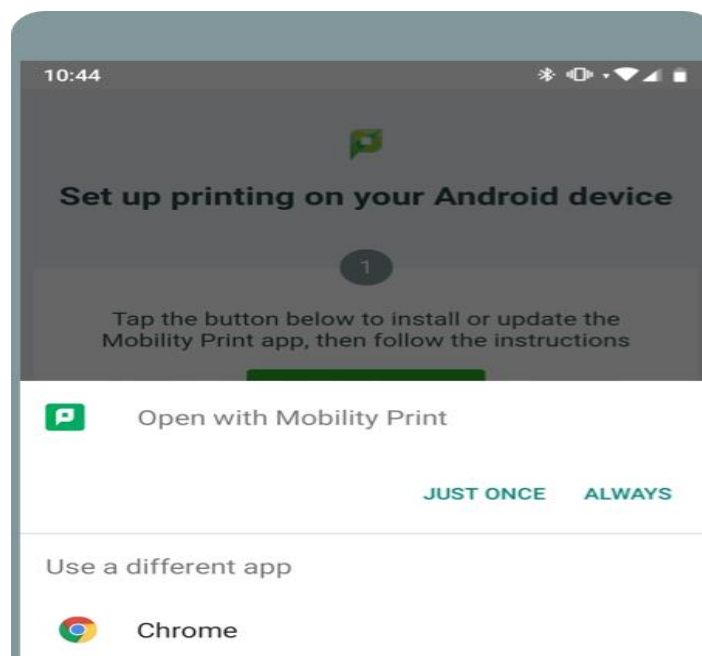 10:44
Set up printing on your Android device
1
Tap the button below to install or update the
Mobility Print app, then follow the instructions
Open with Mobility Print
JUST ONCE ALWAYS
Use a different app
Chrome